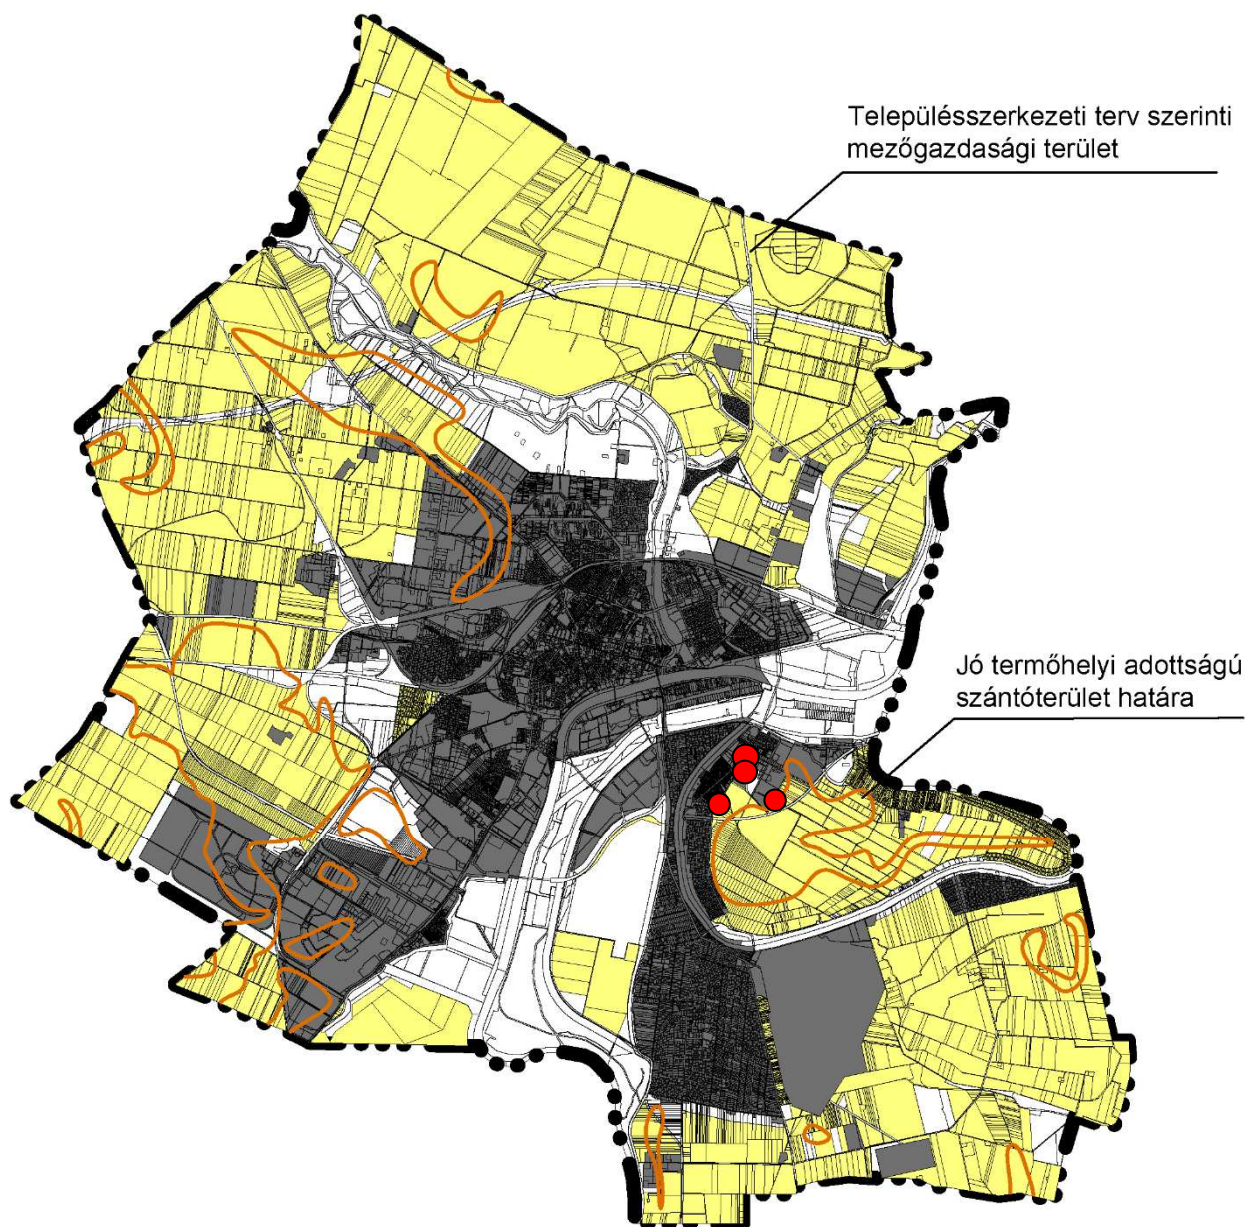 Településszerkezeti terv szerinti
mezőgazdasági terület
Jó termőhelyi adottságú
szántóterület határa